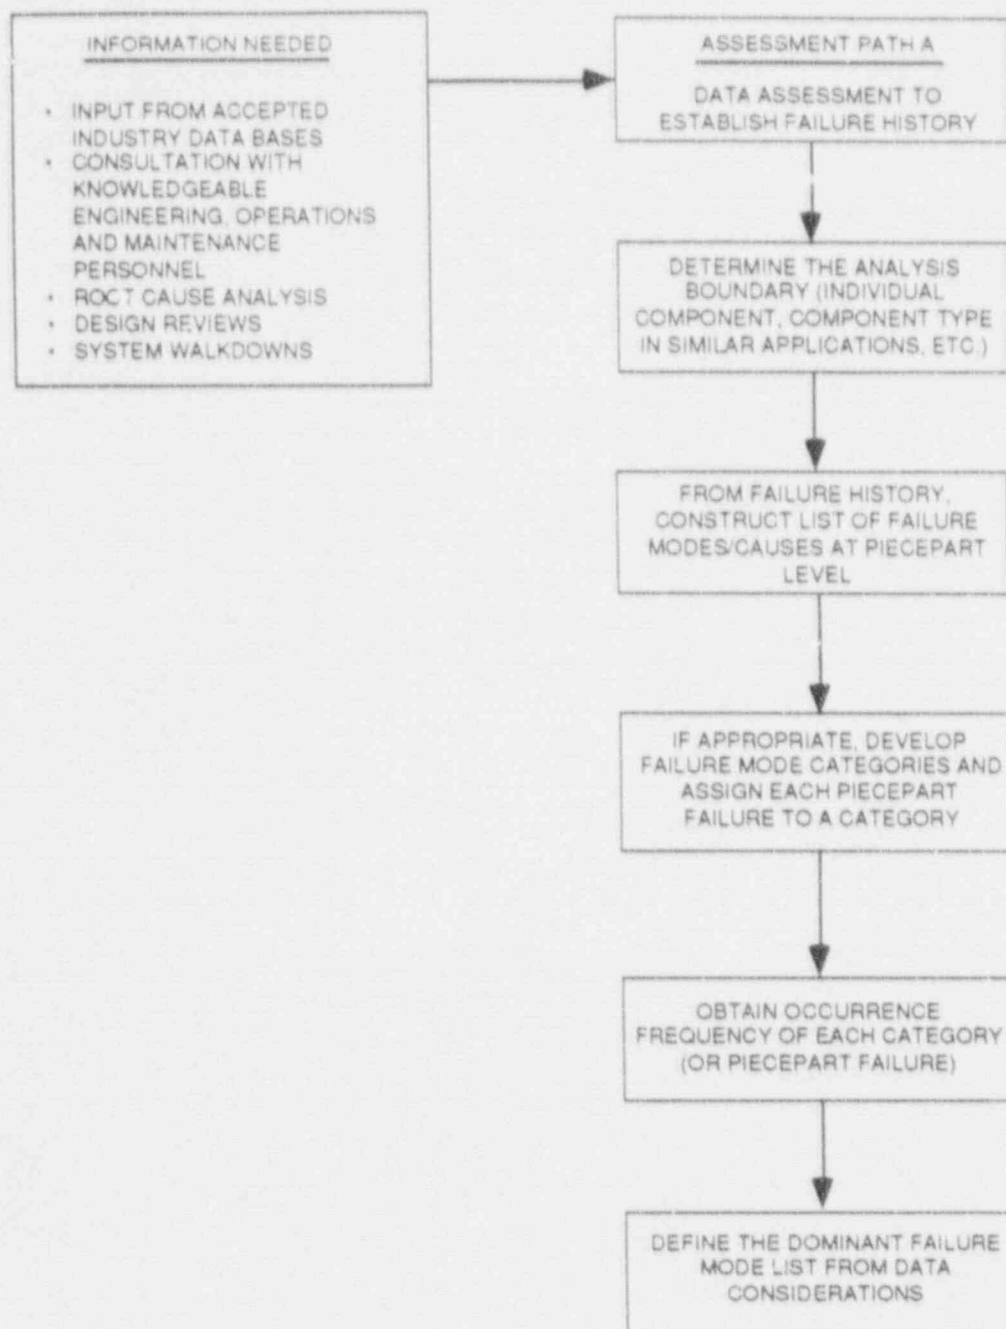 INFORMATION NEEDED
• INPUT FROM ACCEPTED
INDUSTRY DATA BASES
• CONSULTATION WITH
KNOWLEDGEABLE
ENGINEERING, OPERATIONS
AND MAINTENANCE
PERSONNEL
• ROCT CAUSE ANALYSIS
• DESIGN REVIEWS
• SYSTEM WALKDOWNS
ASSESSMENT PATH A
DATA ASSESSMENT TO
ESTABLISH FAILURE HISTORY
DETERMINE THE ANALYSIS
BOUNDARY (INDIVIDUAL
COMPONENT, COMPONENT TYPE
IN SIMILAR APPLICATIONS, ETC.)
FROM FAILURE HISTORY,
CONSTRUCT LIST OF FAILURE
MODES/CAUSES AT PIECEPART
LEVEL
IF APPROPRIATE, DEVELOP
FAILURE MODE CATEGORIES AND
ASSIGN EACH PIECEPART
FAILURE TO A CATEGORY
OBTAIN OCCURRENCE
FREQUENCY OF EACH CATEGORY
(OR PIECEPART FAILURE)
DEFINE THE DOMINANT FAILURE
MODE LIST FROM DATA
CONSIDERATIONS